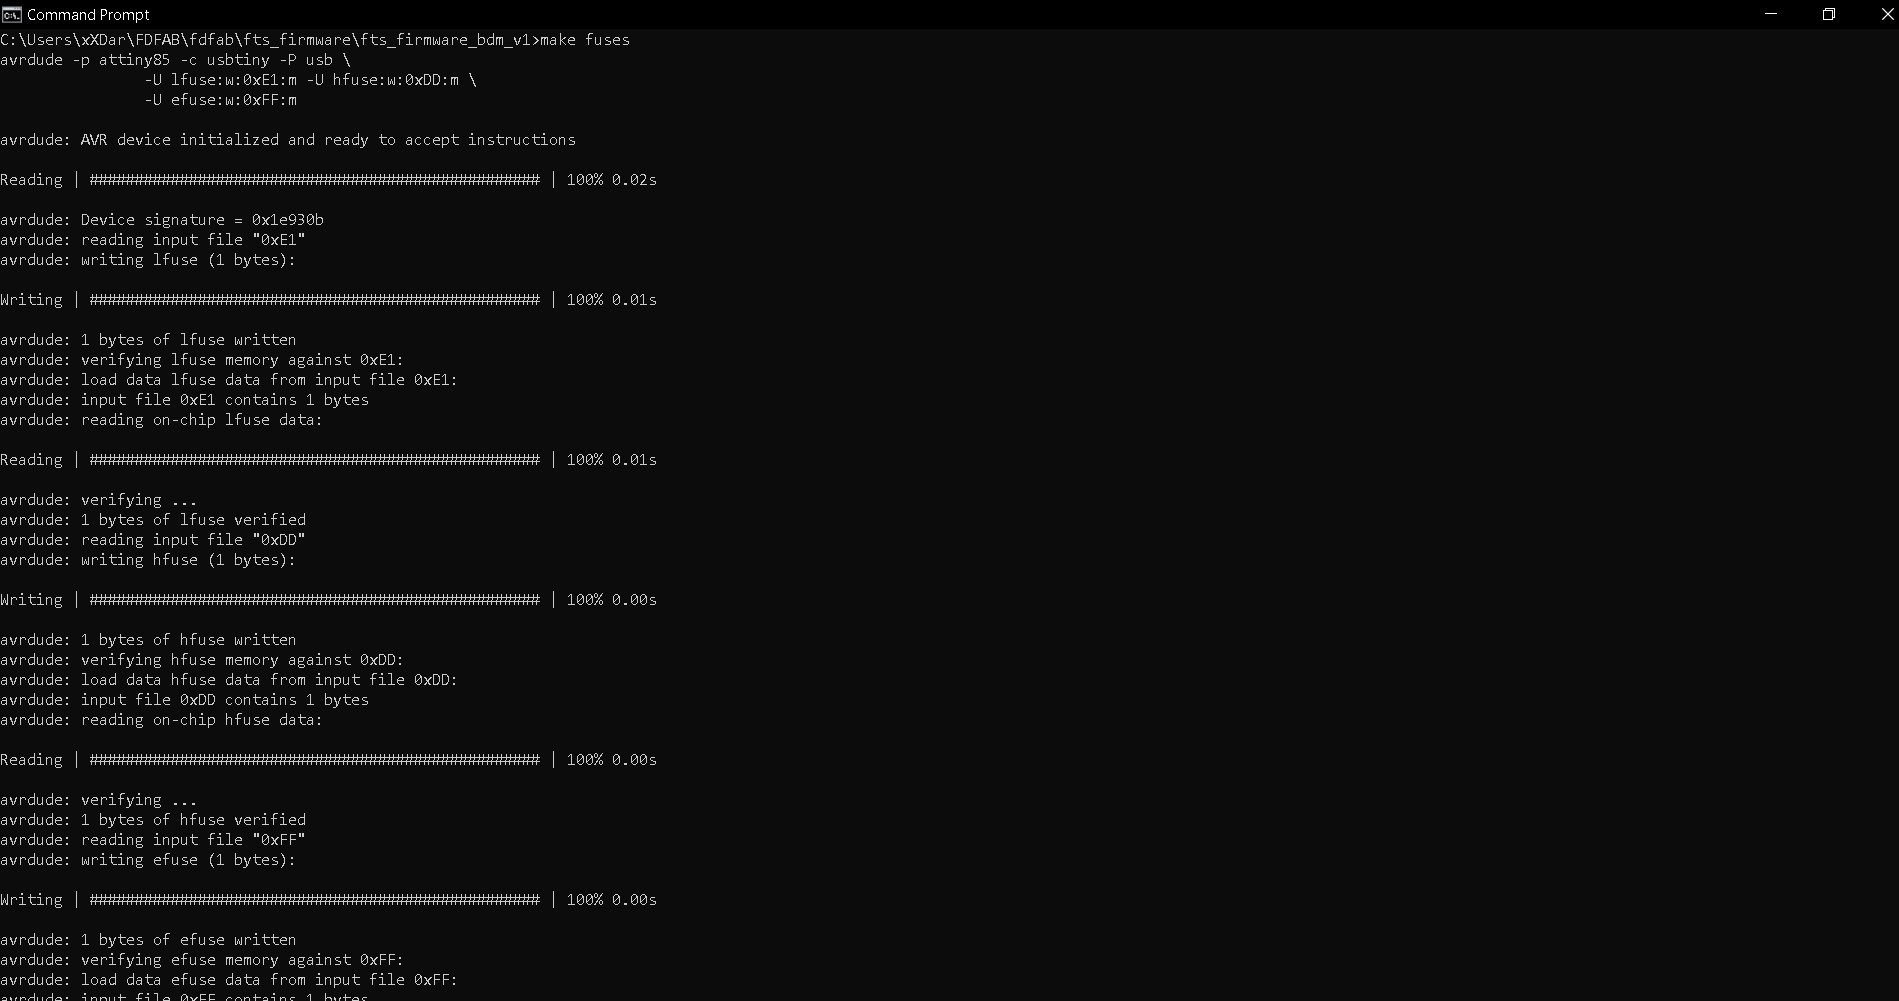 Command Prompt
C:\Users\xXDar\FDFAB\fdfab\fts_firmware\fts_firmware_bdm_v1>make fuses
avrdude -p attiny85 -c usbtiny -P usb \
-U lfuse:w:0xE1:m -U hfuse:w:0xDD:m \
-U efuse:w:0xFF:m
avrdude: AVR device initialized and ready to accept instructions
Reading | ################################################## | 100% 0.02s
avrdude: Device signature = 0x1e930b
avrdude: reading input file "0xE1"
avrdude: writing lfuse (1 bytes):
Writing | ################################################## | 100% 0.01s
avrdude: 1 bytes of lfuse written
avrdude: verifying lfuse memory against 0xE1:
avrdude: load data lfuse data from input file 0xE1:
avrdude: input file 0xE1 contains 1 bytes
avrdude: reading on-chip lfuse data:
Reading | ################################################## | 100% 0.01s
avrdude: verifying ...
avrdude: 1 bytes of lfuse verified
avrdude: reading input file "0xDD"
avrdude: writing hfuse (1 bytes):
Writing | ################################################## | 100% 0.00s
avrdude: 1 bytes of hfuse written
avrdude: verifying hfuse memory against 0xDD:
avrdude: load data hfuse data from input file 0xDD:
avrdude: input file 0xDD contains 1 bytes
avrdude: reading on-chip hfuse data:
Reading | ################################################## | 100% 0.00s
avrdude: verifying ...
avrdude: 1 bytes of hfuse verified
avrdude: reading input file "0xFF"
avrdude: writing efuse (1 bytes):
Writing | ################################################## | 100% 0.00s
avrdude: 1 bytes of efuse written
avrdude: verifying efuse memory against 0xFF:
avrdude: load data efuse data from input file 0xFF:
avrdude: input file 0xFF contains 1 bytes